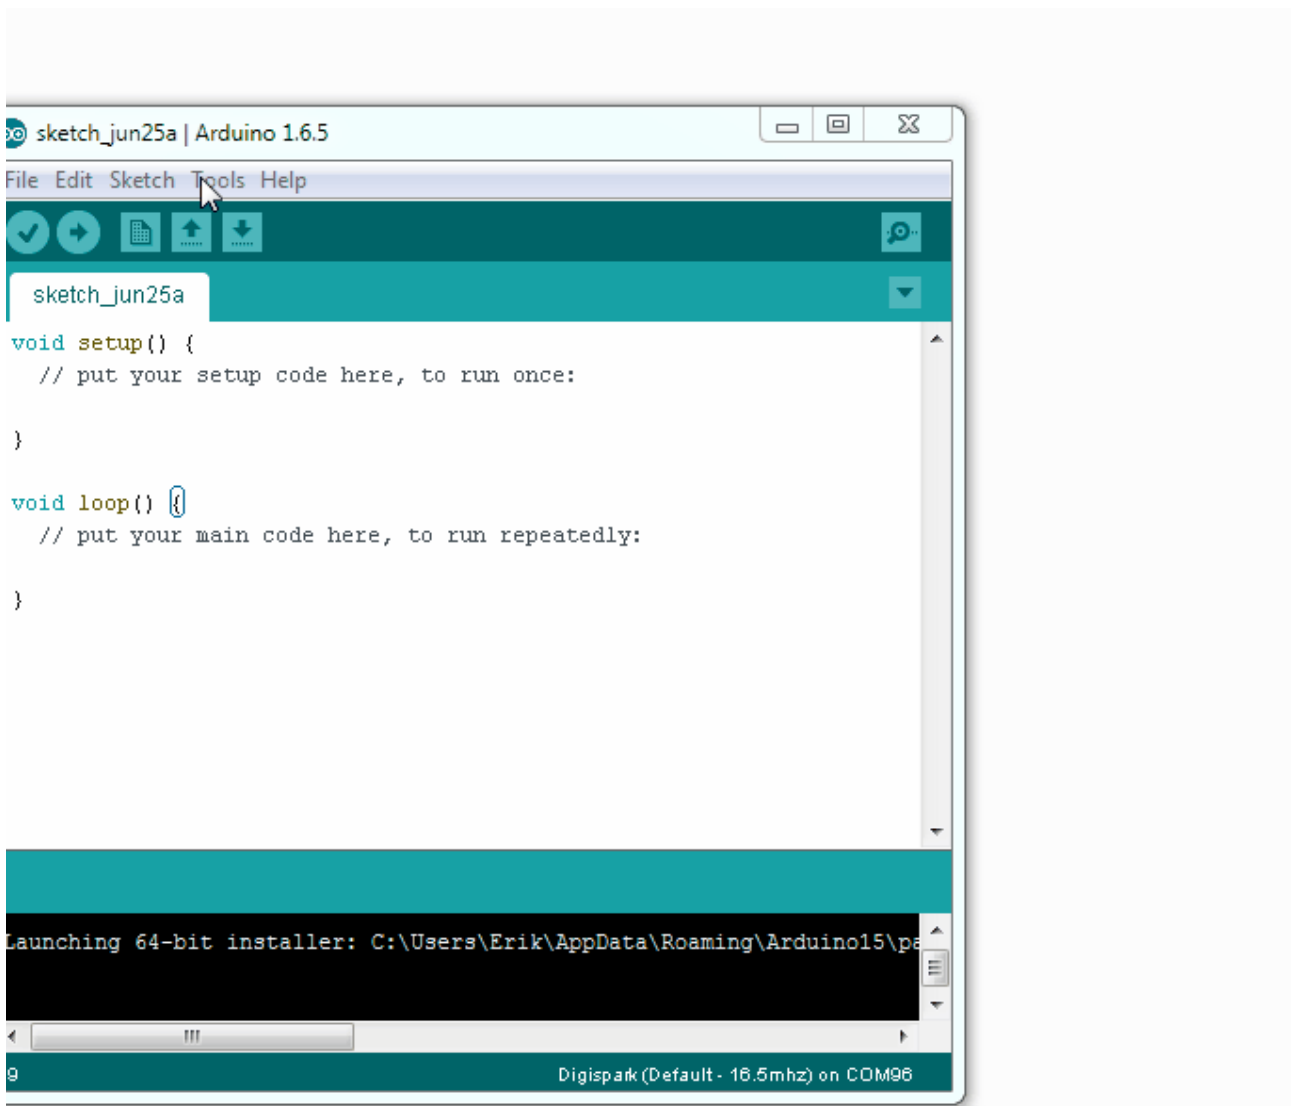 sketch_jun25a | Arduino 1.6.5
File Edit Sketch Tools Help
sketch_jun25a
void setup() {
  // put your setup code here, to run once:
}
void loop() {
  // put your main code here, to run repeatedly:
}
Launching 64-bit installer: C:\Users\Erik\AppData\Roaming\Arduino15\pa
9 Digispark (Default - 16.5mhz) on COM96